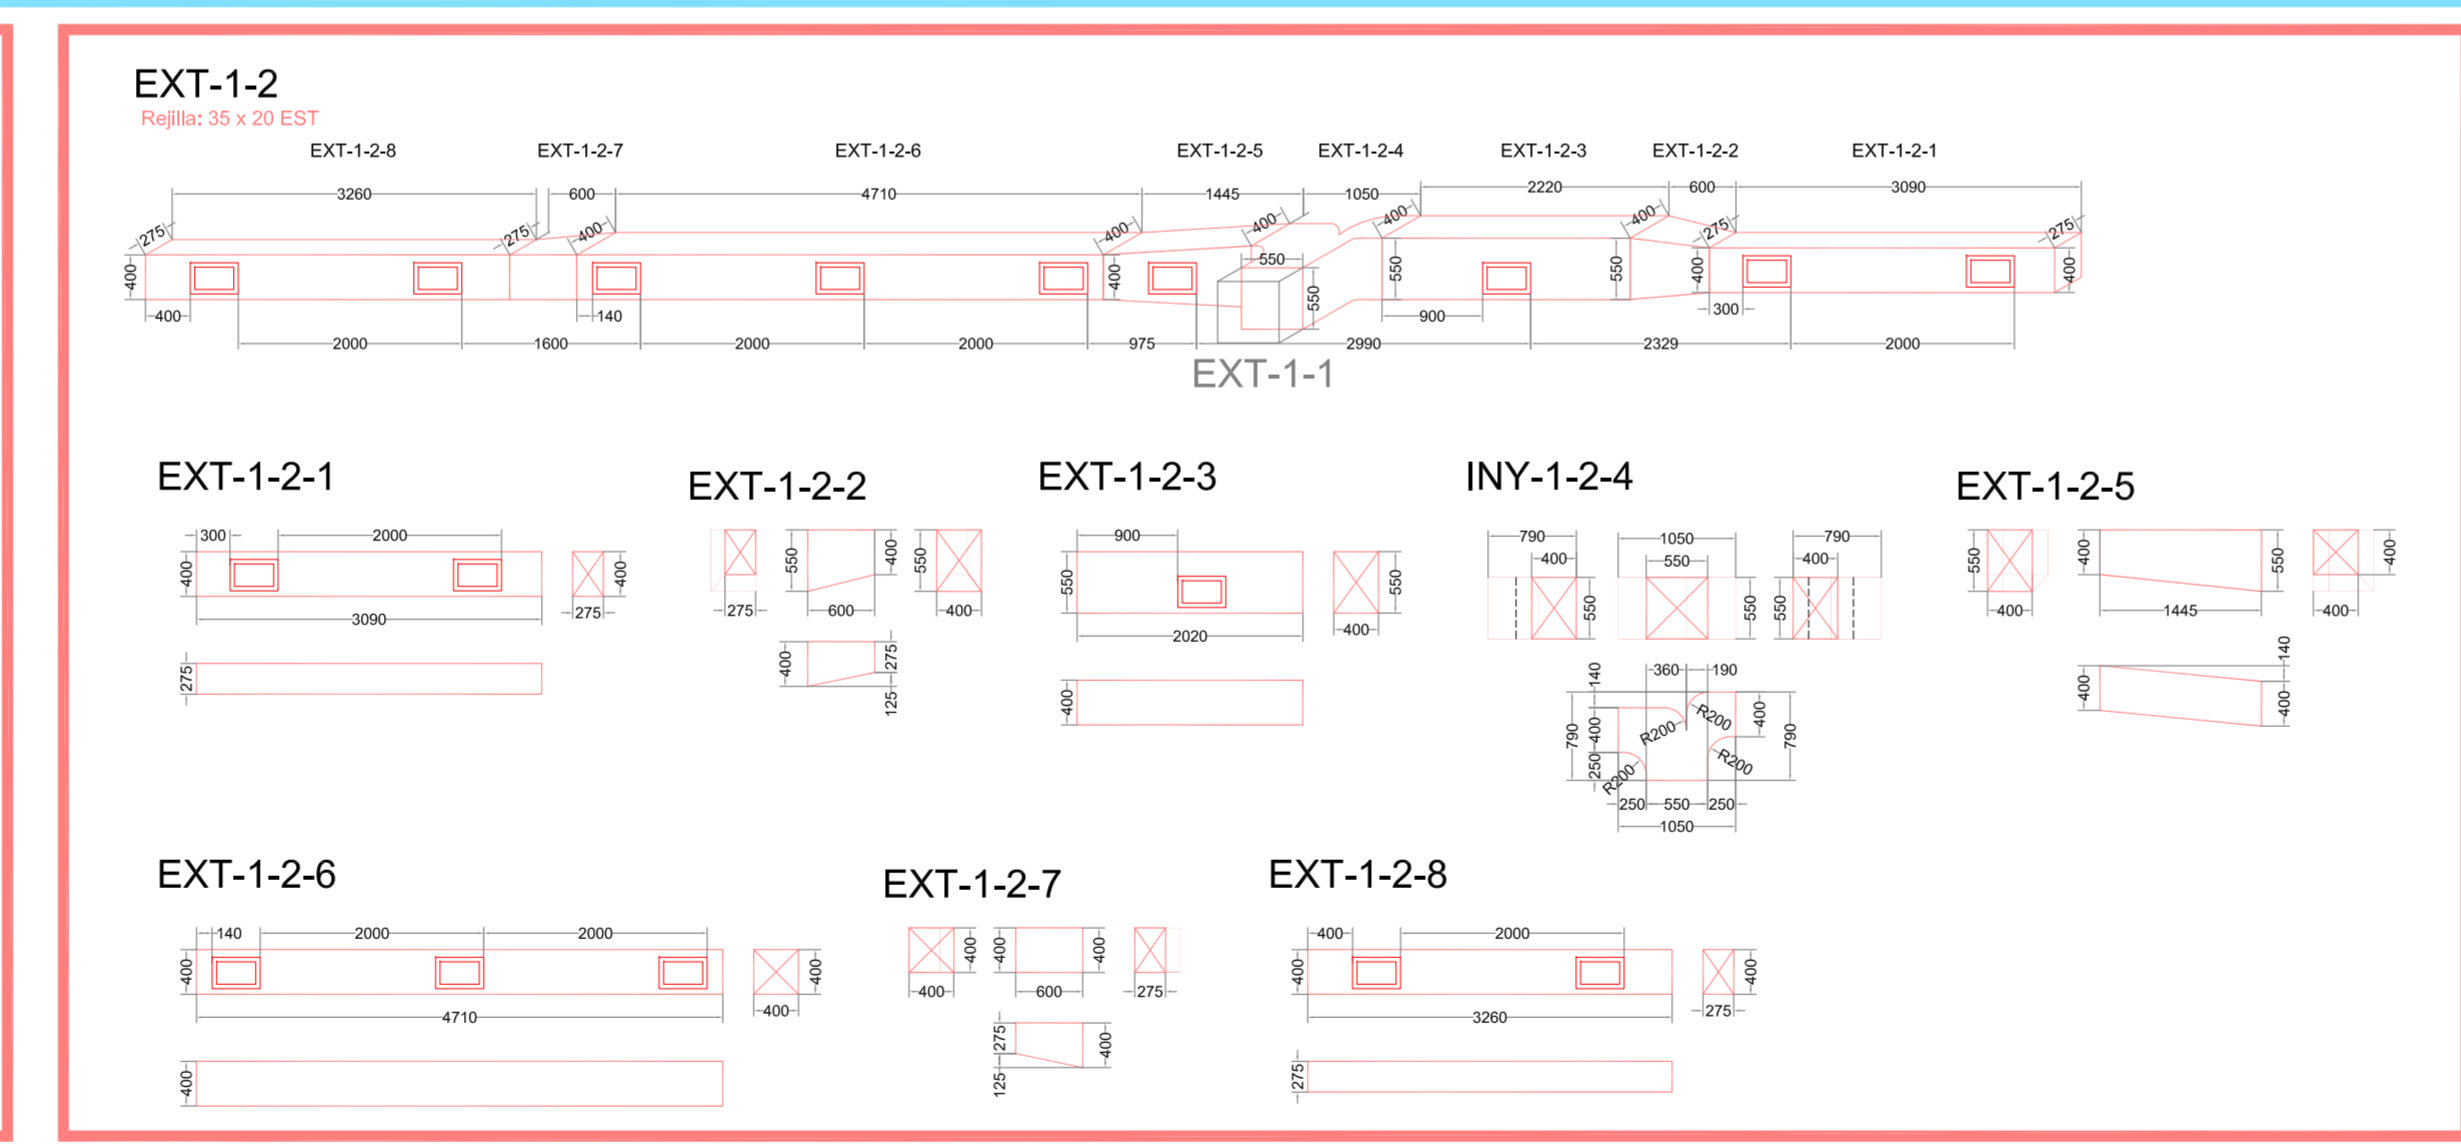 EXT-1-2
Rejilla: 35 x 20 EST
EXT-1-2-8 EXT-1-2-7 EXT-1-2-6 EXT-1-2-5 EXT-1-2-4 EXT-1-2-3 EXT-1-2-2 EXT-1-2-1
3260 600 4710 1445 1050 2220 600 3090
275 275 400 400 400 400 400 275 275
400 400 550 550 550 550 400 400
400 140 900 300
2000 1600 2000 2000 975 2990 2329 2000
EXT-1-1
EXT-1-2-1
300 2000
400 400
3090 275
275
EXT-1-2-2
550 400 550
275 600 400
400 275
125
EXT-1-2-3
900
550 550
2020 400
400
INY-1-2-4
790 1050 790
400 550 400
550 550 550
140 360 190
790 400 R200 R200 400 790
250 R200 R200
250 550 250
1050
EXT-1-2-5
550 400 550 400
400 1445 400
140
400 400
EXT-1-2-6
140 2000 2000
400 400
4710 400
400
EXT-1-2-7
400 400 400
400 600 275
275 400
125
EXT-1-2-8
400 2000
400 400
3260 275
275